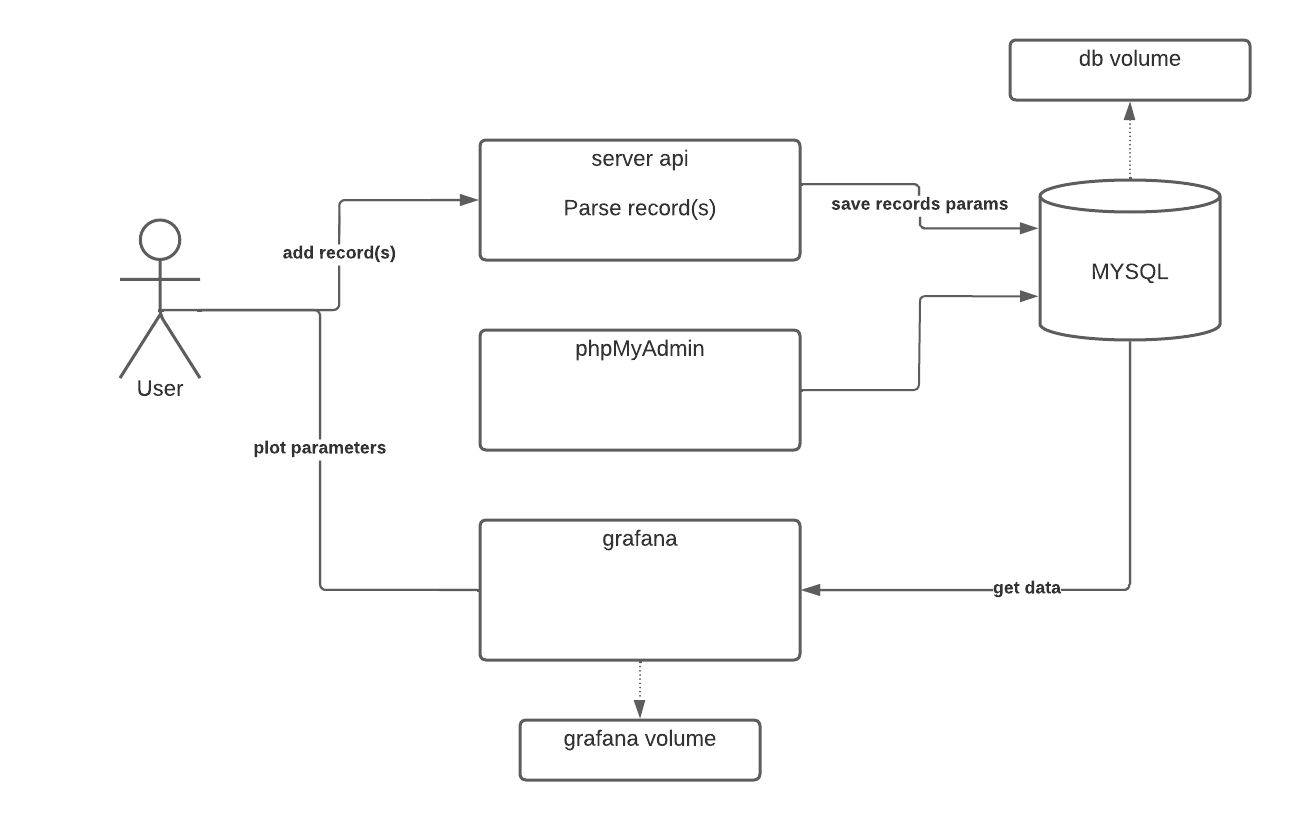 db volume
server api
Parse record(s)
save records params
add record(s)
MYSQL
phpMyAdmin
User
plot parameters
grafana
get data
grafana volume